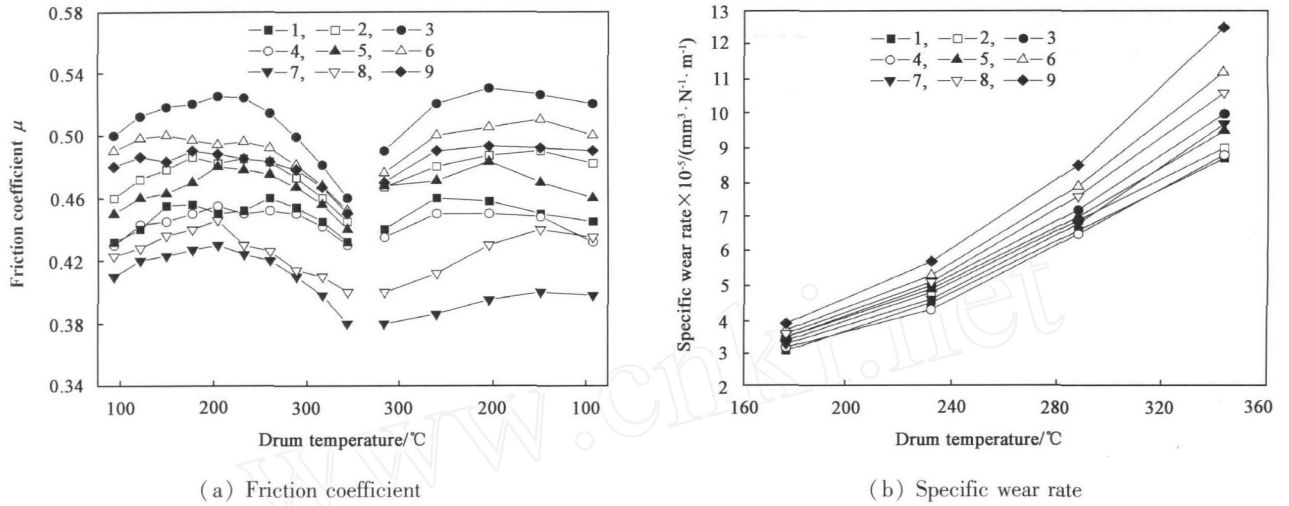 0.58
0.54
0.50
0.46
0.42
0.38
0.34
Friction coefficient μ
1, 2, 3
4, 5, 6
7, 8, 9
100 200 300 300 200 100
Drum temperature/℃
(a) Friction coefficient
13
12
11
10
9
8
7
6
5
4
3
2
Specific wear rate×10⁻⁵/(mm³·N⁻¹·m⁻¹)
1, 2, 3
4, 5, 6
7, 8, 9
160 200 240 280 320 360
Drum temperature/℃
(b) Specific wear rate
www.cnki.net